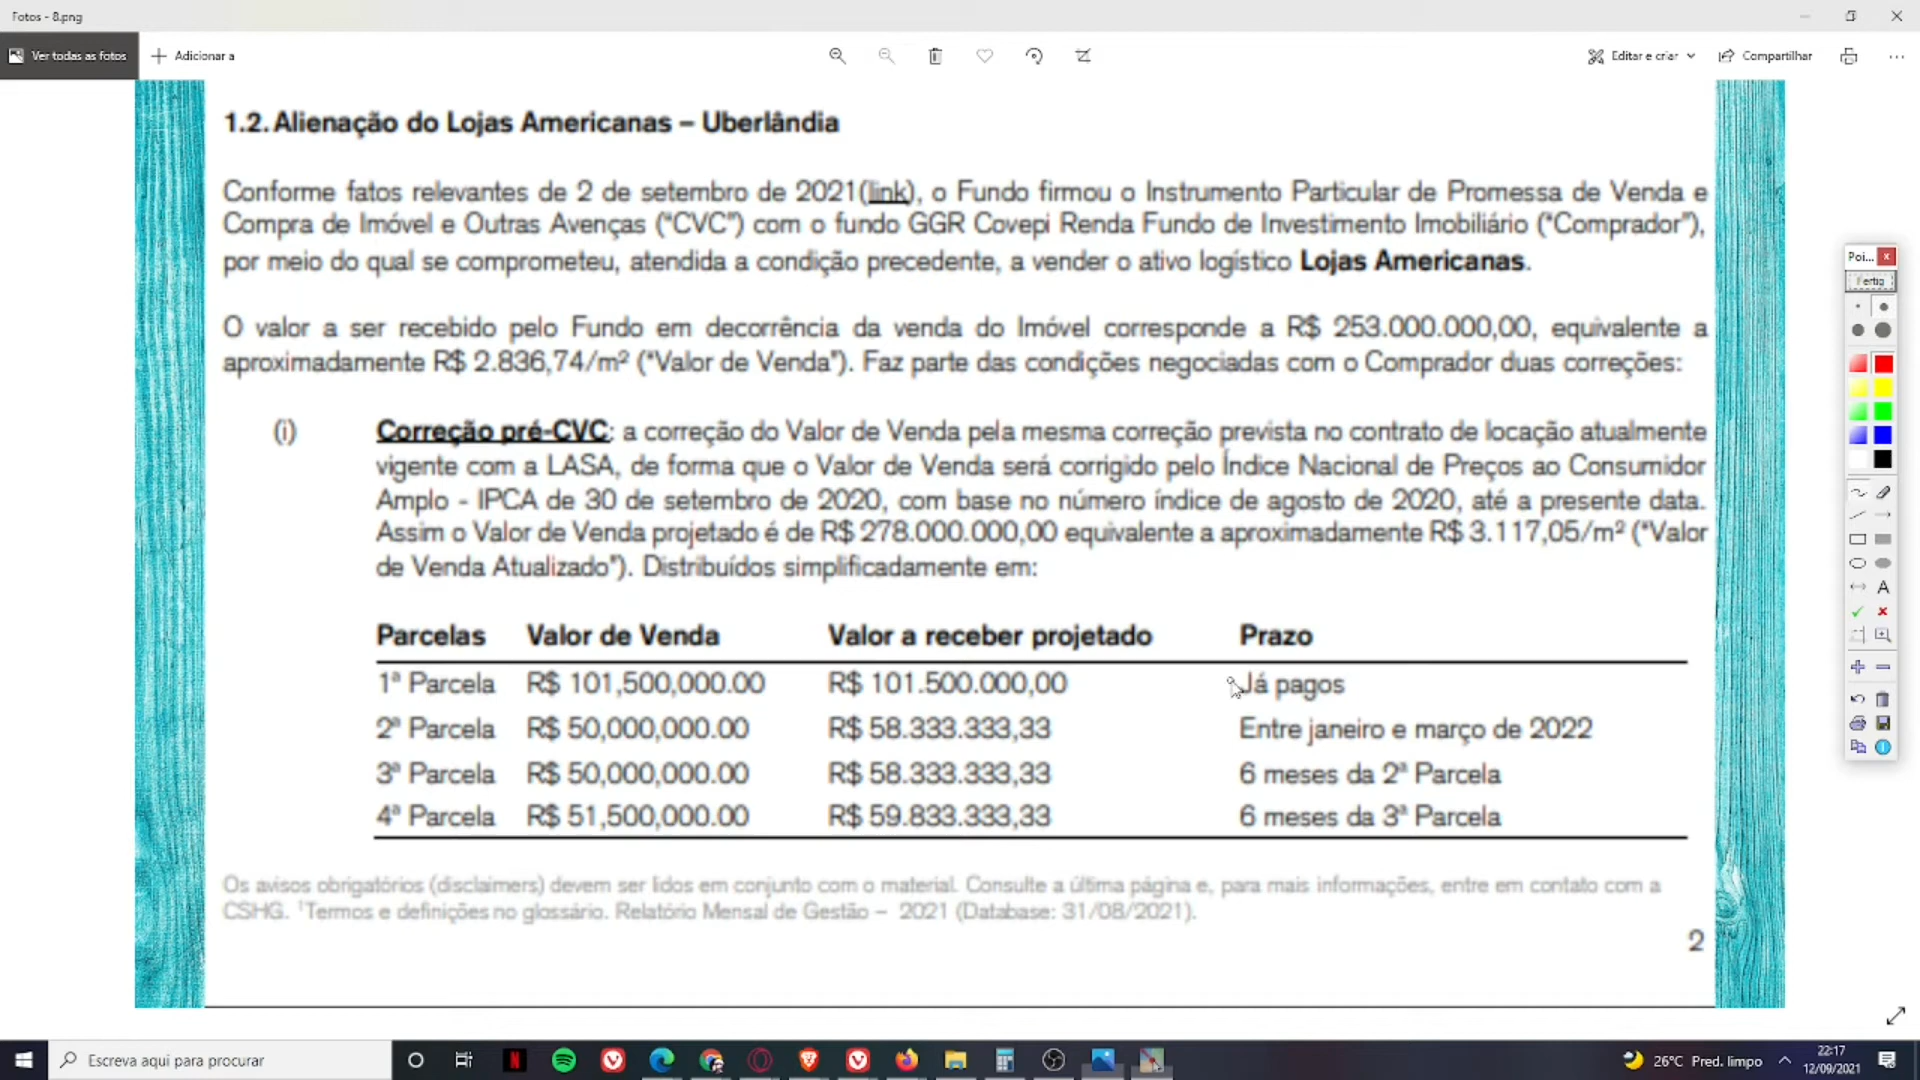 Fotos - 8.png
Ver todas as fotos
Adicionar a
Editar e criar
Compartilhar
1.2. Alienação do Lojas Americanas – Uberlândia
Conforme fatos relevantes de 2 de setembro de 2021(link), o Fundo firmou o Instrumento Particular de Promessa de Venda e
Compra de Imóvel e Outras Avenças ("CVC") com o fundo GGR Covepi Renda Fundo de Investimento Imobiliário ("Comprador"),
por meio do qual se comprometeu, atendida a condição precedente, a vender o ativo logístico Lojas Americanas.
O valor a ser recebido pelo Fundo em decorrência da venda do Imóvel corresponde a R$ 253.000.000,00, equivalente a
aproximadamente R$ 2.836,74/m² ("Valor de Venda"). Faz parte das condições negociadas com o Comprador duas correções:
(i) Correção pré-CVC: a correção do Valor de Venda pela mesma correção prevista no contrato de locação atualmente
vigente com a LASA, de forma que o Valor de Venda será corrigido pelo Índice Nacional de Preços ao Consumidor
Amplo - IPCA de 30 de setembro de 2020, com base no número índice de agosto de 2020, até a presente data.
Assim o Valor de Venda projetado é de R$ 278.000.000,00 equivalente a aproximadamente R$ 3.117,05/m² ("Valor
de Venda Atualizado"). Distribuídos simplificadamente em:
Parcelas Valor de Venda Valor a receber projetado Prazo
1ª Parcela R$ 101,500,000.00 R$ 101.500.000,00 Já pagos
2ª Parcela R$ 50,000,000.00 R$ 58.333.333,33 Entre janeiro e março de 2022
3ª Parcela R$ 50,000,000.00 R$ 58.333.333,33 6 meses da 2ª Parcela
4ª Parcela R$ 51,500,000.00 R$ 59.833.333,33 6 meses da 3ª Parcela
Os avisos obrigatórios (disclaimers) devem ser lidos em conjunto com o material. Consulte a última página e, para mais informações, entre em contato com a
CSHG. ¹Termos e definições no glossário. Relatório Mensal de Gestão – 2021 (Database: 31/08/2021).
2
Poi...
Fertig
A
Escreva aqui para procurar
26°C Pred. limpo
22:17
12/09/2021